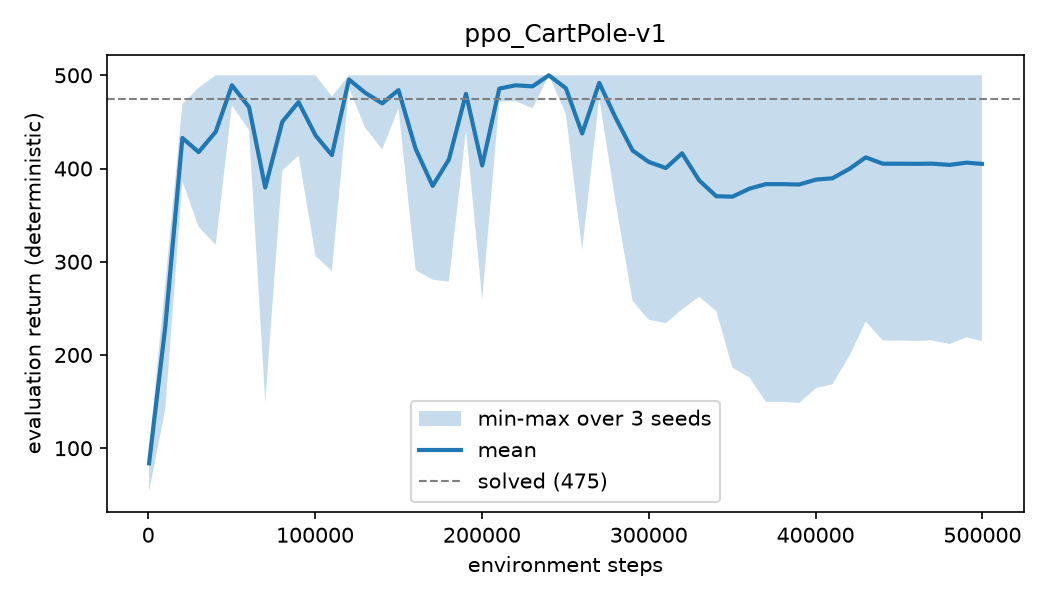 ppo_CartPole-v1
evaluation return (deterministic)
500
400
300
200
100
min-max over 3 seeds
mean
solved (475)
0 100000 200000 300000 400000 500000
environment steps